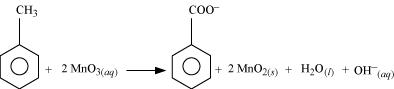 CH₃ COO⁻
+ 2 MnO₃(aq) ⟶ + 2 MnO₂(s) + H₂O(l) + OH⁻(aq)